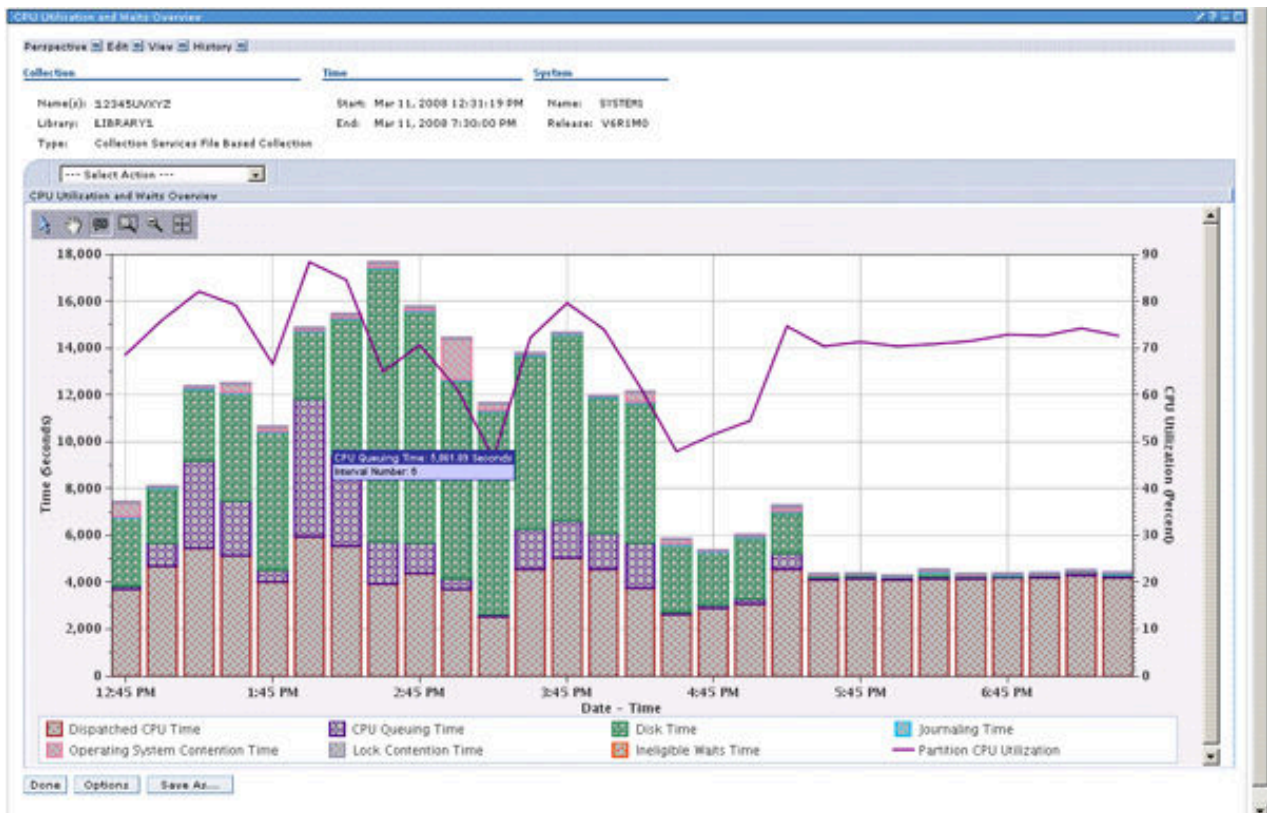 CPU Utilization and Waits Overview
Perspective Edit View History
Collection Time System
Name(s): 12345UVXYZ Start: Mar 11, 2008 12:31:19 PM Name: SYSTEM1
Library: LIBRARY1 End: Mar 11, 2008 7:30:00 PM Release: V6R1M0
Type: Collection Services File Based Collection
--- Select Action ---
CPU Utilization and Waits Overview
18,000
16,000
14,000
12,000
10,000
8,000
6,000
4,000
2,000
0
Time (Seconds)
90
80
70
60
50
40
30
20
10
0
CPU Utilization (Percent)
CPU Queuing Time: Seconds
Interval Number: 6
12:45 PM 1:45 PM 2:45 PM 3:45 PM 4:45 PM 5:45 PM 6:45 PM
Date - Time
Dispatched CPU Time CPU Queuing Time Disk Time Journaling Time
Operating System Contention Time Lock Contention Time Ineligible Waits Time Partition CPU Utilization
Done Options Save As...